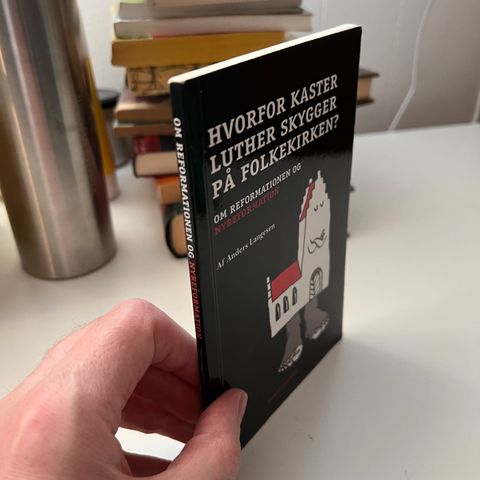 HVORFOR KASTER
LUTHER SKYGGER
PÅ FOLKEKIRKEN?
OM REFORMATIONEN OG
NYREFORMATION
Af Anders Laugesen
OM REFORMATIONEN OG NYREFORMATION